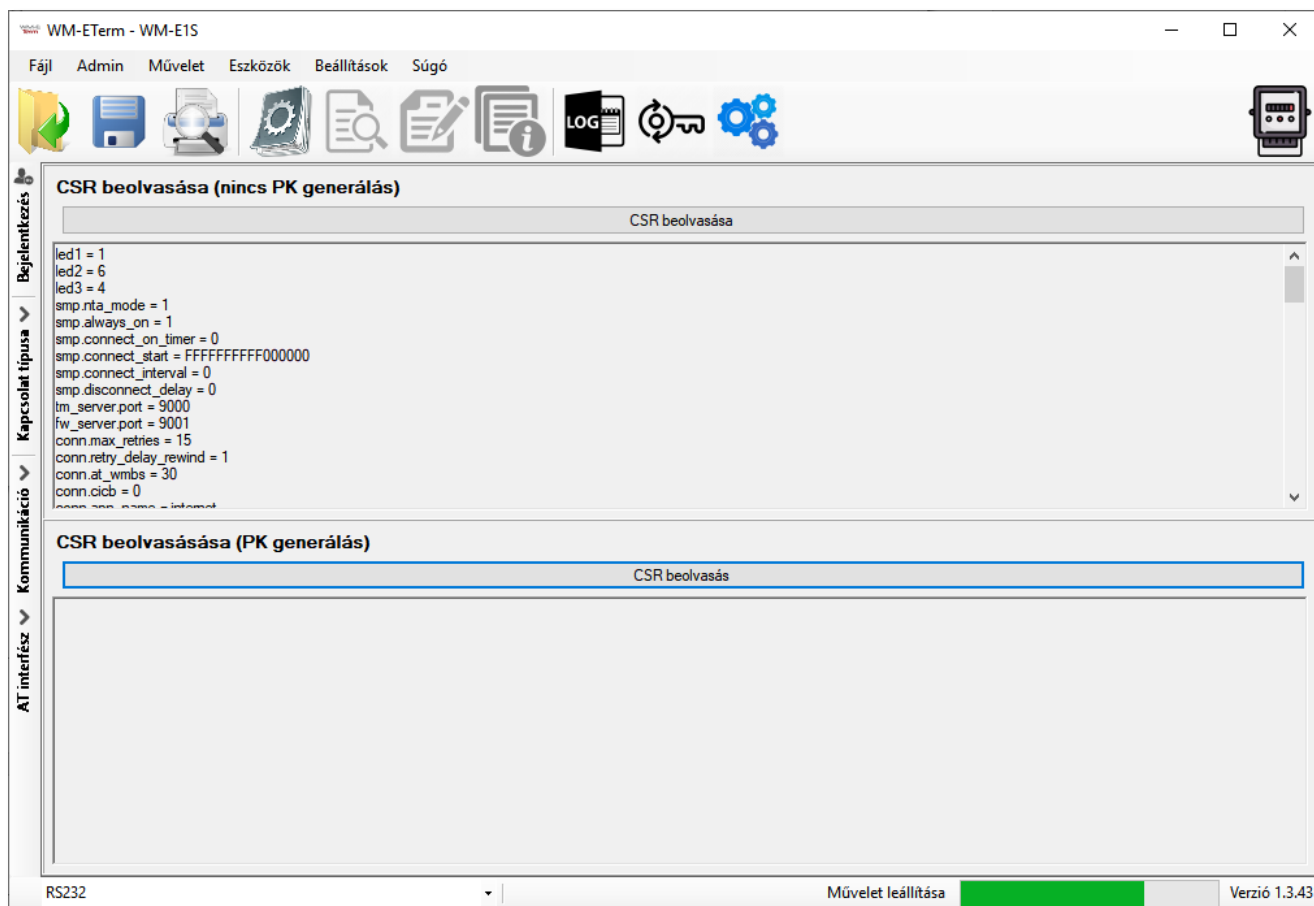 WM-ETerm - WM-E1S
Fájl Admin Művelet Eszközök Beállítások Súgó
LOG
Bejelentkezés
Kapcsolat típusa
Kommunikáció
AT interfész
CSR beolvasása (nincs PK generálás)
CSR beolvasása
led1 = 1
led2 = 6
led3 = 4
smp.nta_mode = 1
smp.always_on = 1
smp.connect_on_timer = 0
smp.connect_start = FFFFFFFFFF000000
smp.connect_interval = 0
smp.disconnect_delay = 0
tm_server.port = 9000
fw_server.port = 9001
conn.max_retries = 15
conn.retry_delay_rewind = 1
conn.at_wmbs = 30
conn.cicb = 0
conn.apn_name = internet
CSR beolvasásása (PK generálás)
CSR beolvasás
RS232
Művelet leállítása
Verzió 1.3.43